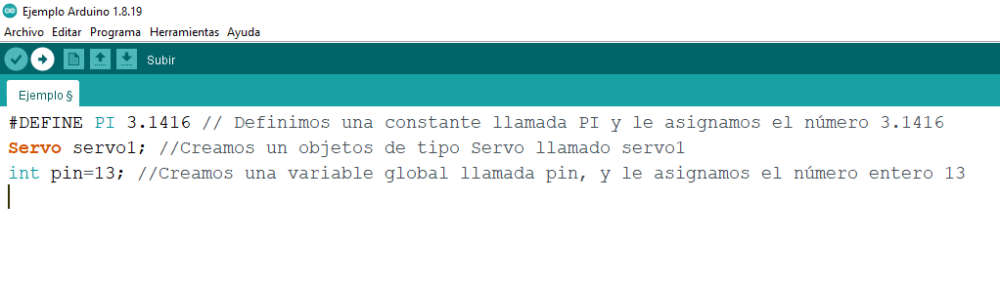 Ejemplo Arduino 1.8.19
Archivo Editar Programa Herramientas Ayuda
Subir
Ejemplo §
#DEFINE PI 3.1416 // Definimos una constante llamada PI y le asignamos el número 3.1416
Servo servo1; //Creamos un objetos de tipo Servo llamado servo1
int pin=13; //Creamos una variable global llamada pin, y le asignamos el número entero 13